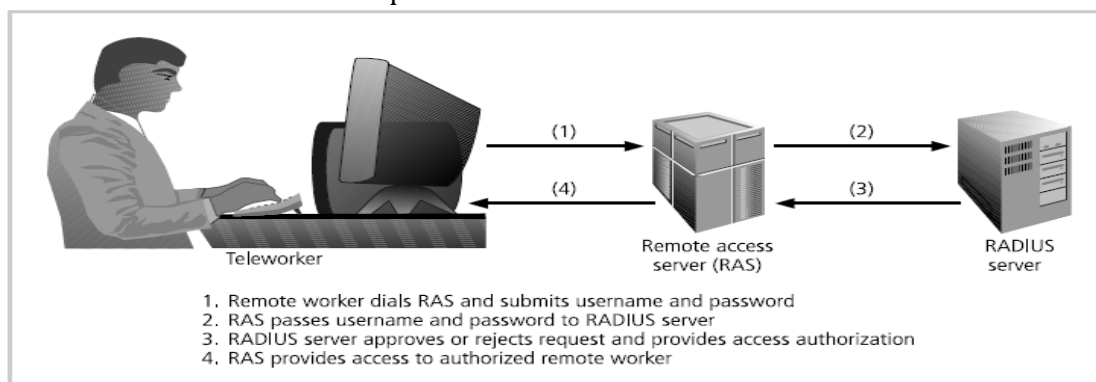 (1)
(2)
(4)
(3)
Teleworker
Remote access
server (RAS)
RADIUS
server
1. Remote worker dials RAS and submits username and password
2. RAS passes username and password to RADIUS server
3. RADIUS server approves or rejects request and provides access authorization
4. RAS provides access to authorized remote worker